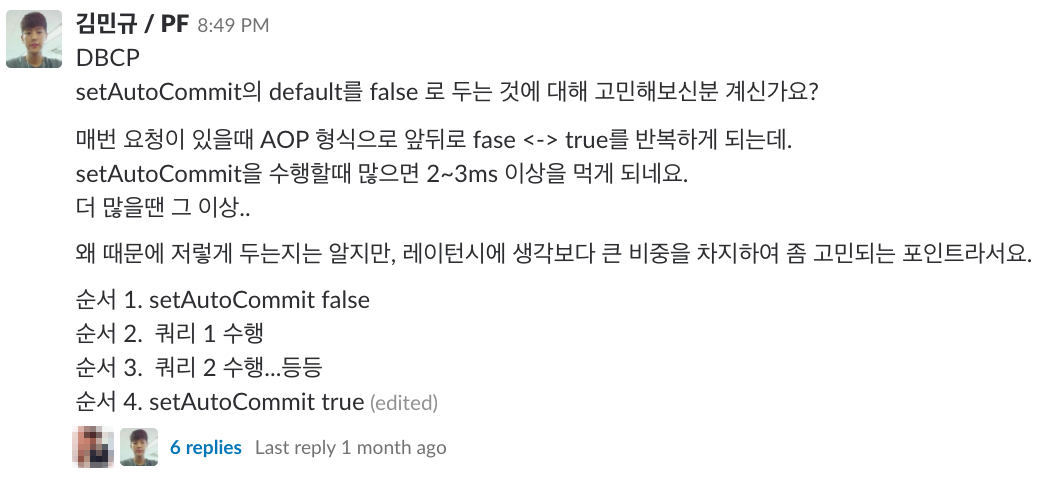 김민규 / PF 8:49 PM
DBCP
setAutoCommit의 default를 false 로 두는 것에 대해 고민해보신분 계신가요?
매번 요청이 있을때 AOP 형식으로 앞뒤로 fase <-> true를 반복하게 되는데.
setAutoCommit을 수행할때 많으면 2~3ms 이상을 먹게 되네요.
더 많을땐 그 이상..
왜 때문에 저렇게 두는지는 알지만, 레이턴시에 생각보다 큰 비중을 차지하여 좀 고민되는 포인트라서요.
순서 1. setAutoCommit false
순서 2.  쿼리 1 수행
순서 3.  쿼리 2 수행...등등
순서 4. setAutoCommit true (edited)
6 replies Last reply 1 month ago